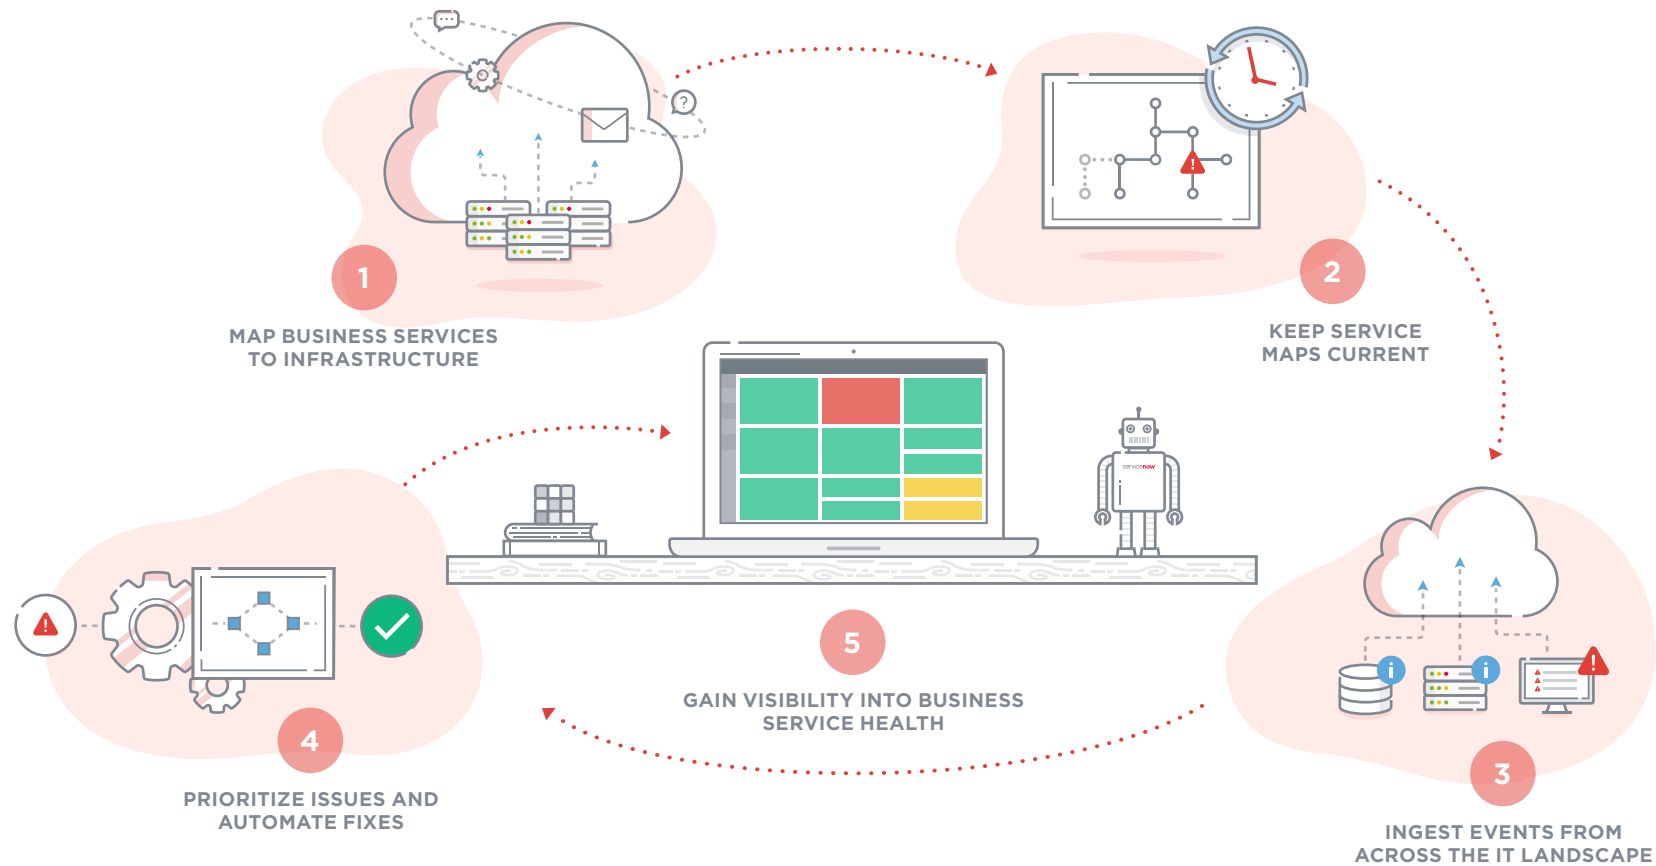 1
MAP BUSINESS SERVICES
TO INFRASTRUCTURE
2
KEEP SERVICE
MAPS CURRENT
3
INGEST EVENTS FROM
ACROSS THE IT LANDSCAPE
4
PRIORITIZE ISSUES AND
AUTOMATE FIXES
5
GAIN VISIBILITY INTO BUSINESS
SERVICE HEALTH
servicenow
?
!
i
i
!
!